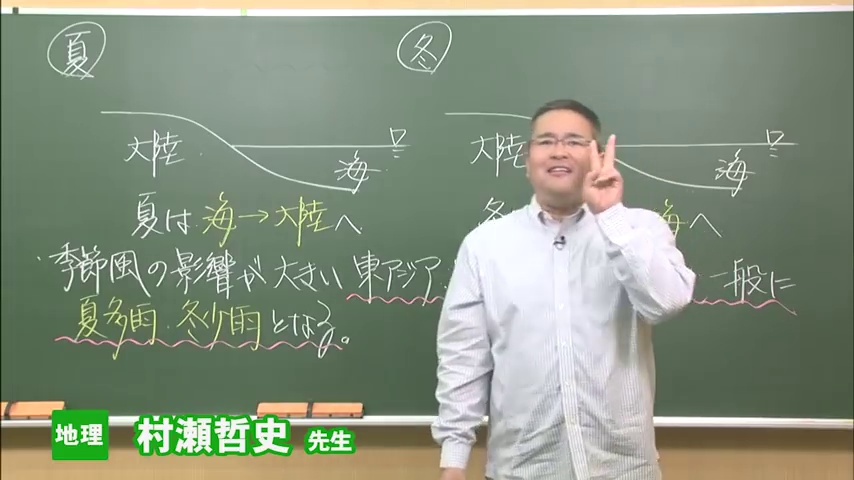 夏
冬
大陸
海
大陸
海
夏は 海→大陸へ
冬 海へ
季節風の影響が大きい 東アジア 一般に
夏多雨・冬少雨となる。
地理 村瀬哲史 先生